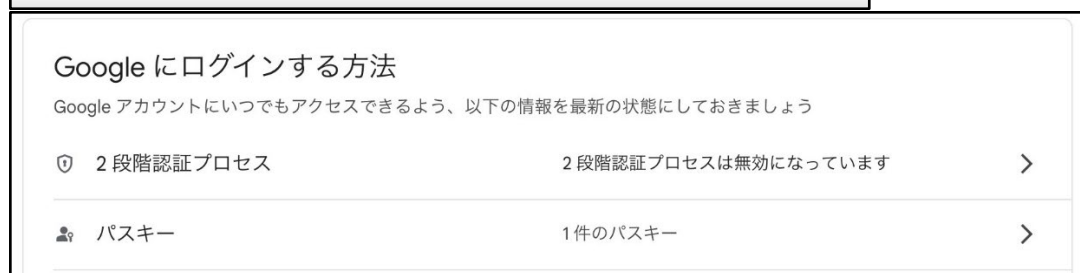 Google にログインする方法
Google アカウントにいつでもアクセスできるよう、以下の情報を最新の状態にしておきましょう
2 段階認証プロセス 2 段階認証プロセスは無効になっています
パスキー 1 件のパスキー